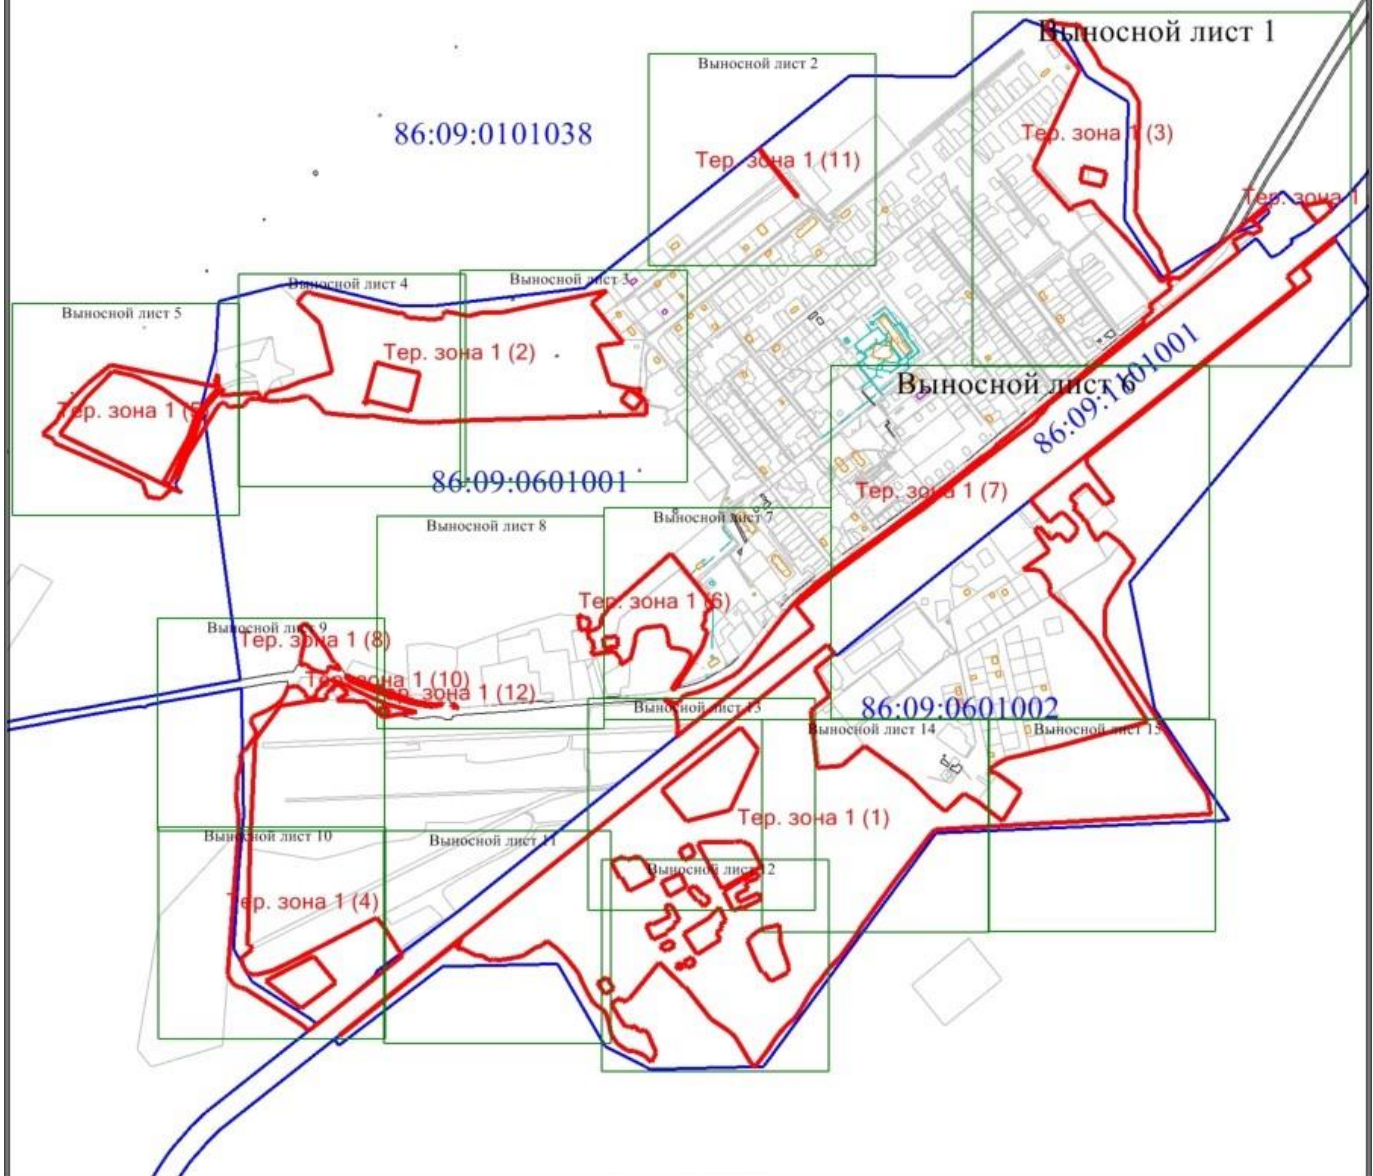 Выносной лист 1
Выносной лист 2
86:09:0101038
Тер. зона 1 (3)
Тер. зона 1 (11)
Тер. зона 1
Выносной лист 3
Выносной лист 4
Выносной лист 5
Тер. зона 1 (2)
Выносной лист 6
86:09:1101001
Тер. зона 1 (5)
86:09:0601001
Тер. зона 1 (7)
Выносной лист 7
Выносной лист 8
Тер. зона 1 (6)
Выносной лист 9
Тер. зона 1 (8)
Тер. зона 1 (10)
Тер. зона 1 (12)
Выносной лист 13
86:09:0601002
Выносной лист 14
Выносной лист 15
Тер. зона 1 (1)
Выносной лист 10
Выносной лист 11
Выносной лист 12
Тер. зона 1 (4)